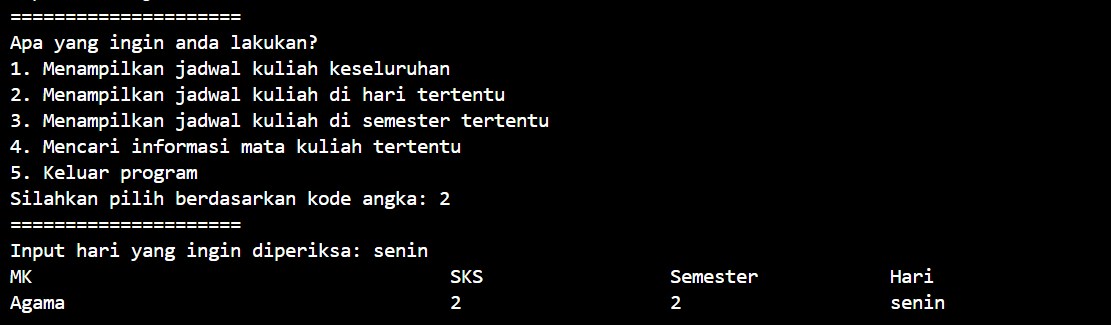 =====================
Apa yang ingin anda lakukan?
1. Menampilkan jadwal kuliah keseluruhan
2. Menampilkan jadwal kuliah di hari tertentu
3. Menampilkan jadwal kuliah di semester tertentu
4. Mencari informasi mata kuliah tertentu
5. Keluar program
Silahkan pilih berdasarkan kode angka: 2
=====================
Input hari yang ingin diperiksa: senin
MK SKS Semester Hari
Agama 2 2 senin